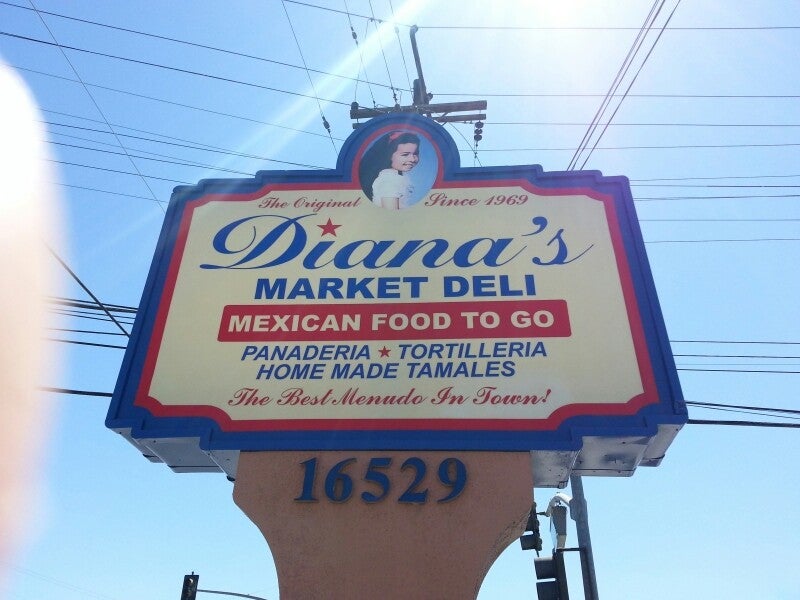 The Original Since 1969
Diana's
MARKET DELI
MEXICAN FOOD TO GO
PANADERIA ★ TORTILLERIA
HOME MADE TAMALES
The Best Menudo In Town!
16529